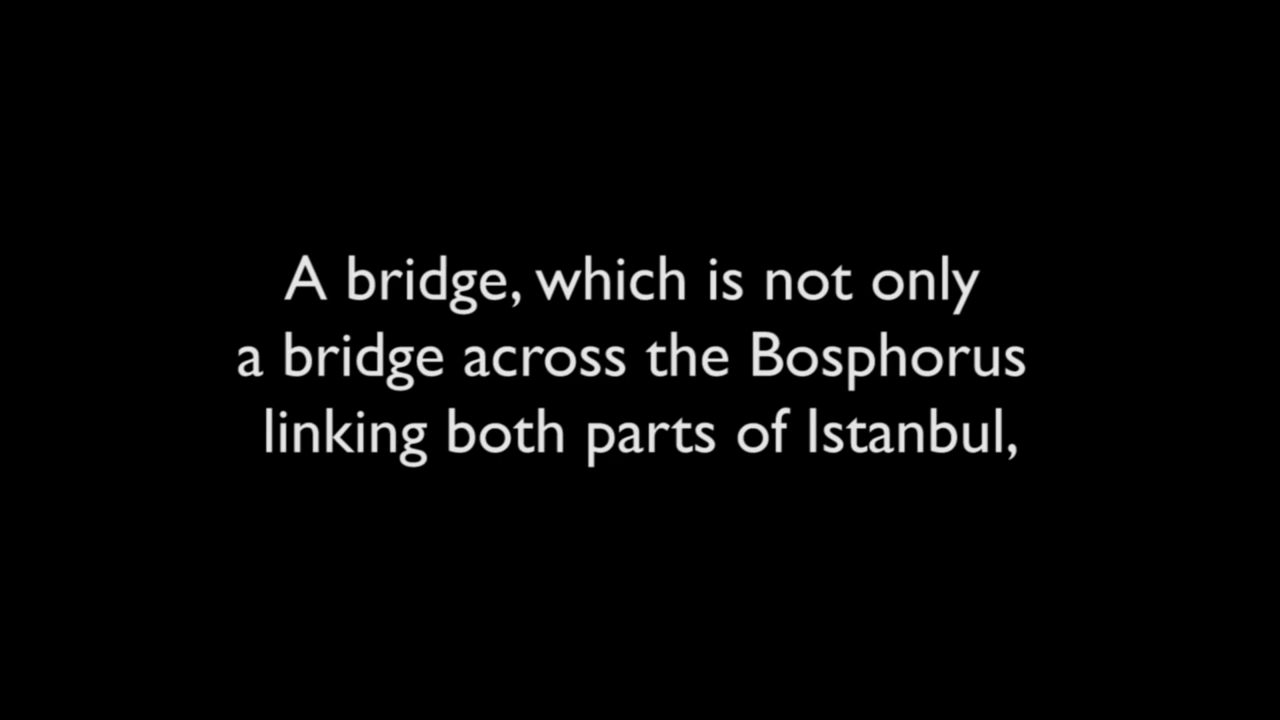 A bridge, which is not only
a bridge across the Bosphorus
linking both parts of Istanbul,